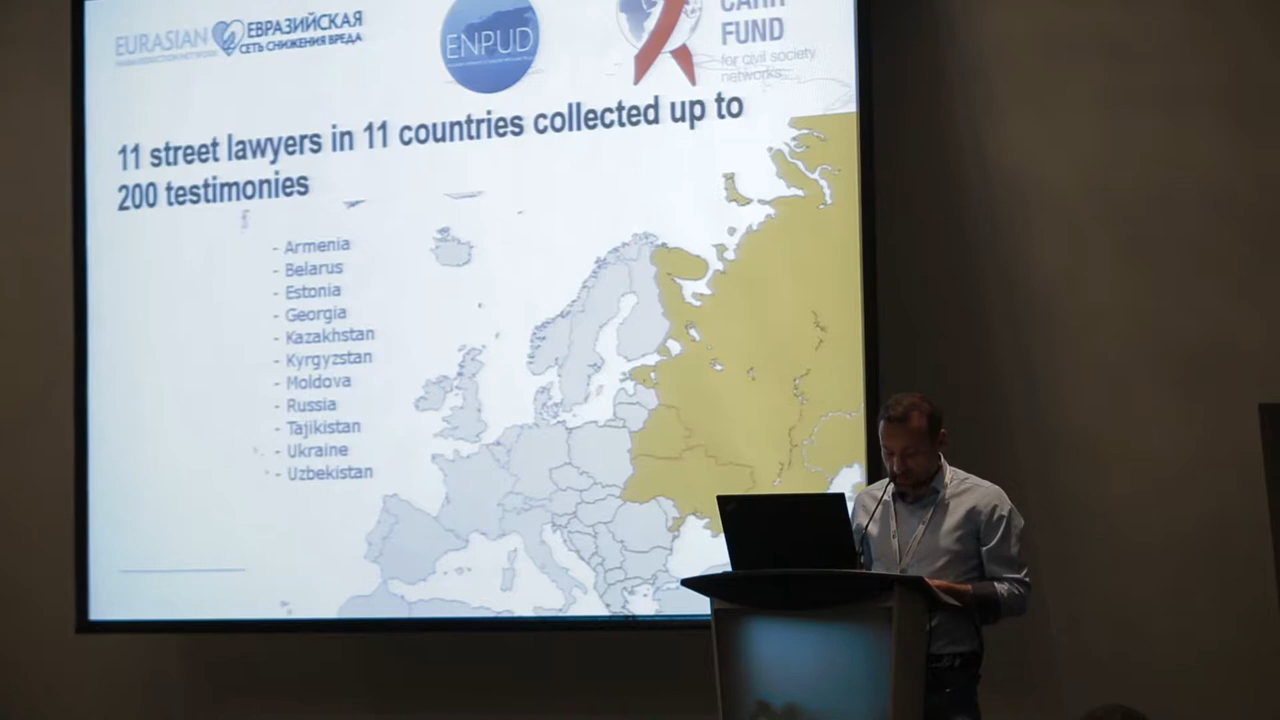 EURASIAN
ЕВРАЗИЙСКАЯ
СЕТЬ СНИЖЕНИЯ ВРЕДА
ENPUD
FUND
for civil society
networks
11 street lawyers in 11 countries collected up to
200 testimonies
- Armenia
- Belarus
- Estonia
- Georgia
- Kazakhstan
- Kyrgyzstan
- Moldova
- Russia
- Tajikistan
- Ukraine
- Uzbekistan